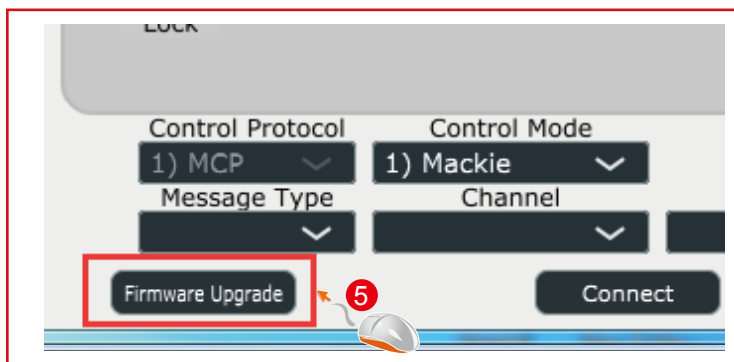 Lock
Control Protocol Control Mode
1) MCP 1) Mackie
Message Type Channel
Firmware Upgrade 5 Connect